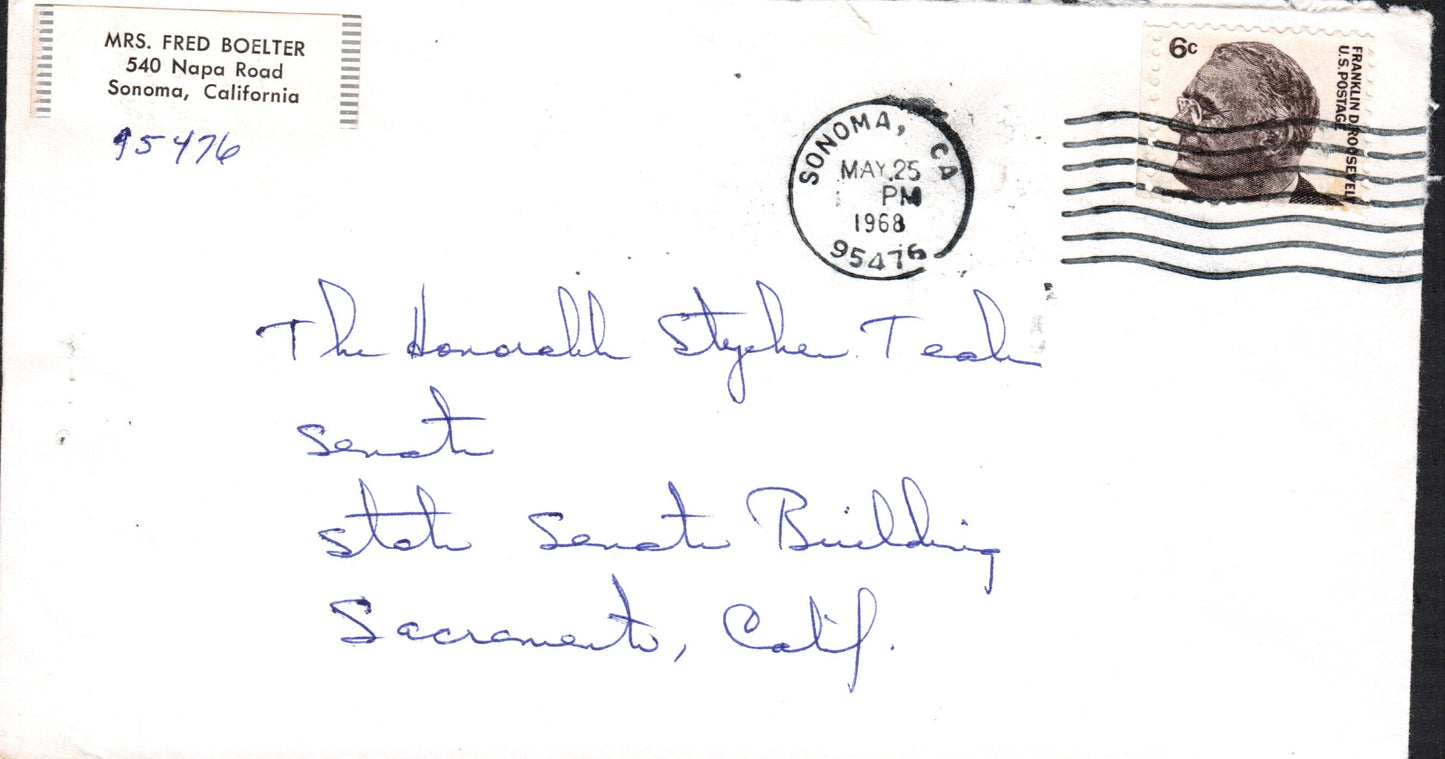 MRS. FRED BOELTER
540 Napa Road
Sonoma, California
95476
SONOMA, CA
MAY 25
PM
1968
95476
6c
FRANKLIN D. ROOSEVELT
U.S. POSTAGE
The Honorable Stephen Teale
Senate
State Senate Building
Sacramento, Calif.